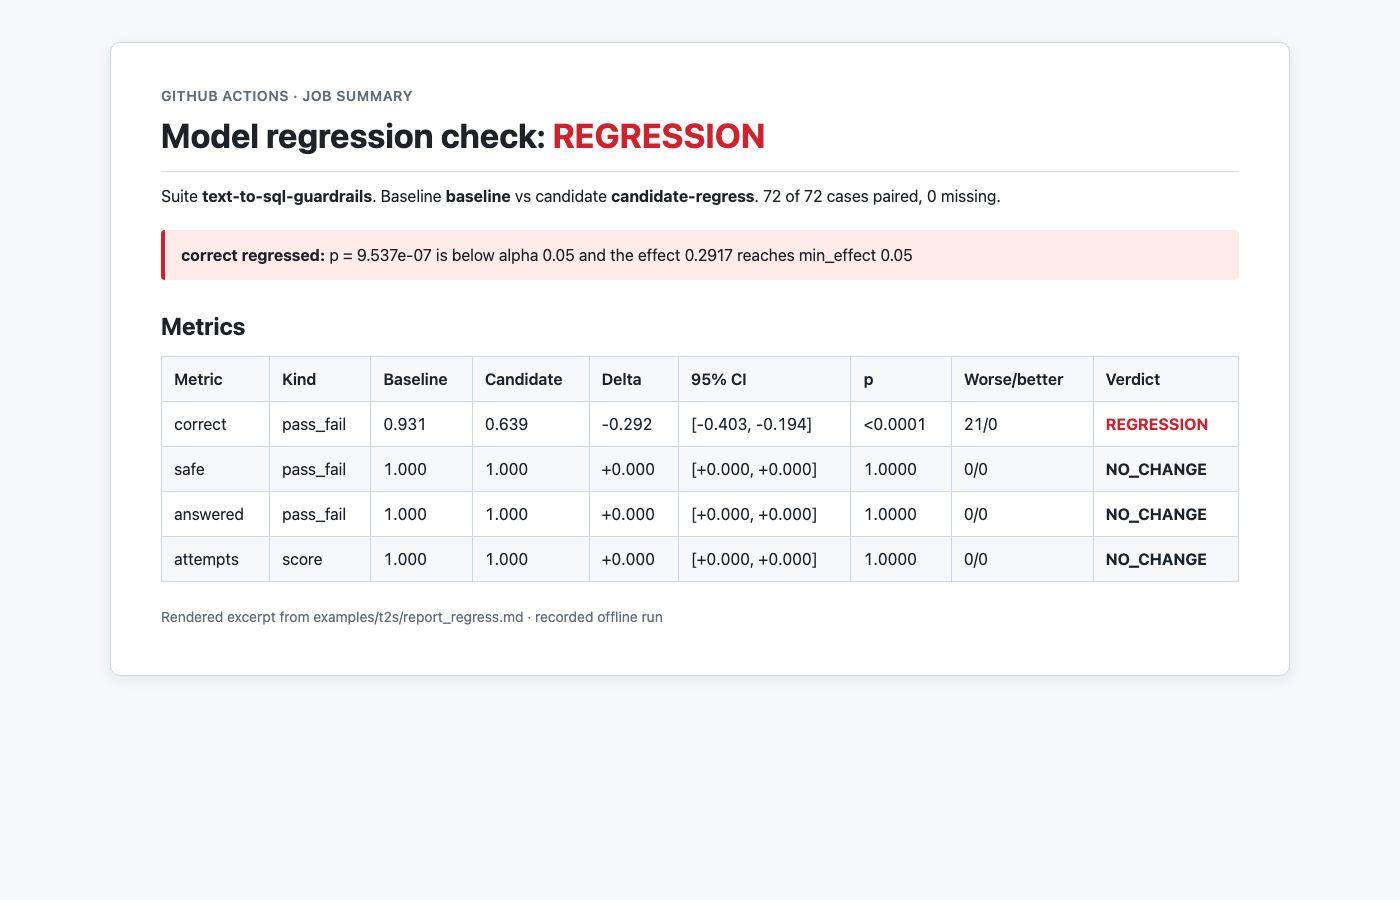 GITHUB ACTIONS · JOB SUMMARY
Model regression check: REGRESSION
Suite text-to-sql-guardrails. Baseline baseline vs candidate candidate-regress. 72 of 72 cases paired, 0 missing.
correct regressed: p = 9.537e-07 is below alpha 0.05 and the effect 0.2917 reaches min_effect 0.05
Metrics
Metric Kind Baseline Candidate Delta 95% CI p Worse/better Verdict
correct pass_fail 0.931 0.639 -0.292 [-0.403, -0.194] <0.0001 21/0 REGRESSION
safe pass_fail 1.000 1.000 +0.000 [+0.000, +0.000] 1.0000 0/0 NO_CHANGE
answered pass_fail 1.000 1.000 +0.000 [+0.000, +0.000] 1.0000 0/0 NO_CHANGE
attempts score 1.000 1.000 +0.000 [+0.000, +0.000] 1.0000 0/0 NO_CHANGE
Rendered excerpt from examples/t2s/report_regress.md · recorded offline run